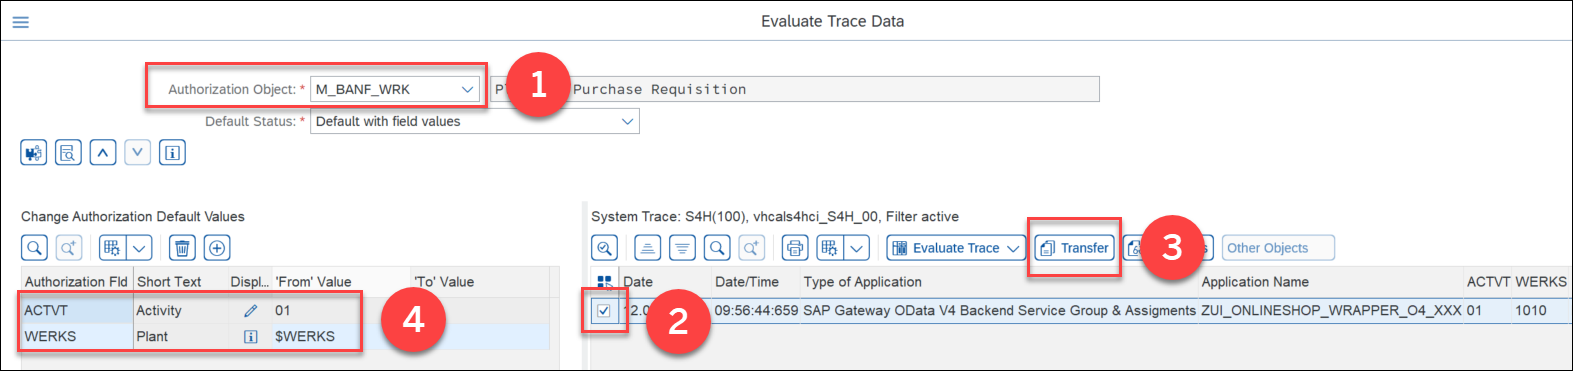 Evaluate Trace Data
Authorization Object: * M_BANF_WRK 1 Purchase Requisition
Default Status: * Default with field values
Change Authorization Default Values
System Trace: S4H(100), vhcals4hci_S4H_00, Filter active
Evaluate Trace Transfer 3 Other Objects
Authorization Fld Short Text Displ... 'From' Value 'To' Value
Date Date/Time Type of Application Application Name ACTVT WERKS
ACTVT Activity 01 4
2 09:56:44:659 SAP Gateway OData V4 Backend Service Group & Assigments ZUI_ONLINESHOP_WRAPPER_O4_XXX 01 1010
WERKS Plant $WERKS